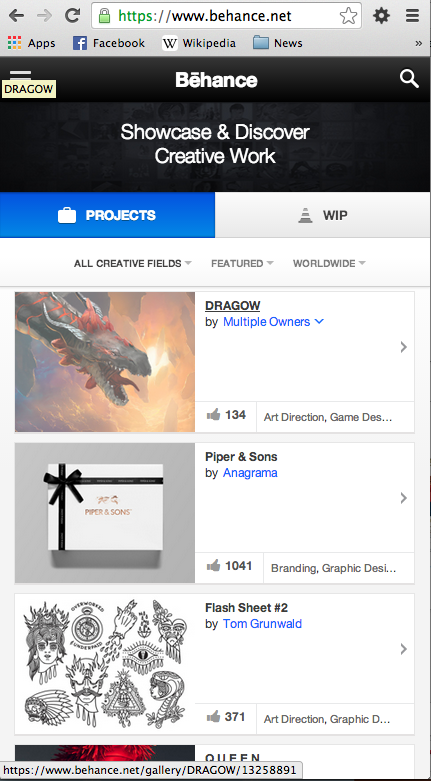 https://www.behance.net
Apps Facebook Wikipedia News »
DRAGOW
Bēhance
Showcase & Discover
Creative Work
PROJECTS
WIP
ALL CREATIVE FIELDS FEATURED WORLDWIDE
DRAGOW
by Multiple Owners
134 Art Direction, Game Des...
PIPER & SONS
Piper & Sons
by Anagrama
1041 Branding, Graphic Desi...
OVERWORKED
&
UNDERPAID
Flash Sheet #2
by Tom Grunwald
371 Art Direction, Graphic D...
Q U E E N
https://www.behance.net/gallery/DRAGOW/13258891